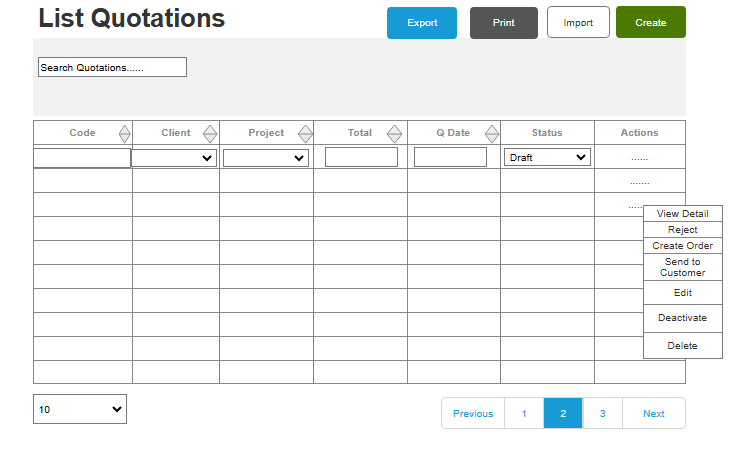 List Quotations
Export
Print
Import
Create
Search Quotations......
Code
Client
Project
Total
Q Date
Status
Actions
Draft
......
.......
.....
View Detail
Reject
Create Order
Send to
Customer
Edit
Deactivate
Delete
10
Previous
1
2
3
Next